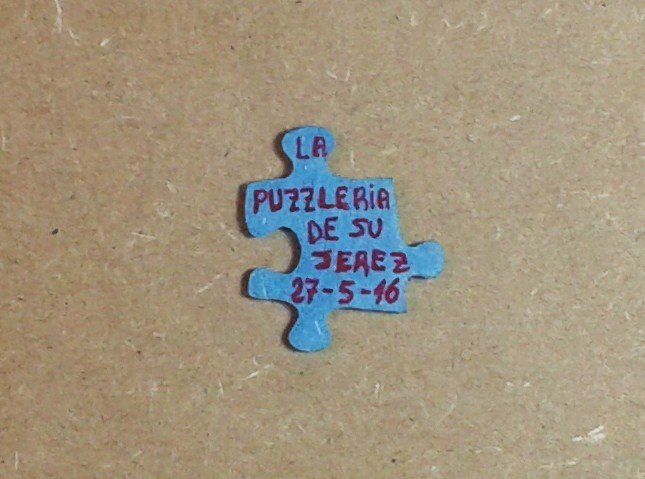 LA
PUZZLERiA
DE SU
JEREZ
27-5-16